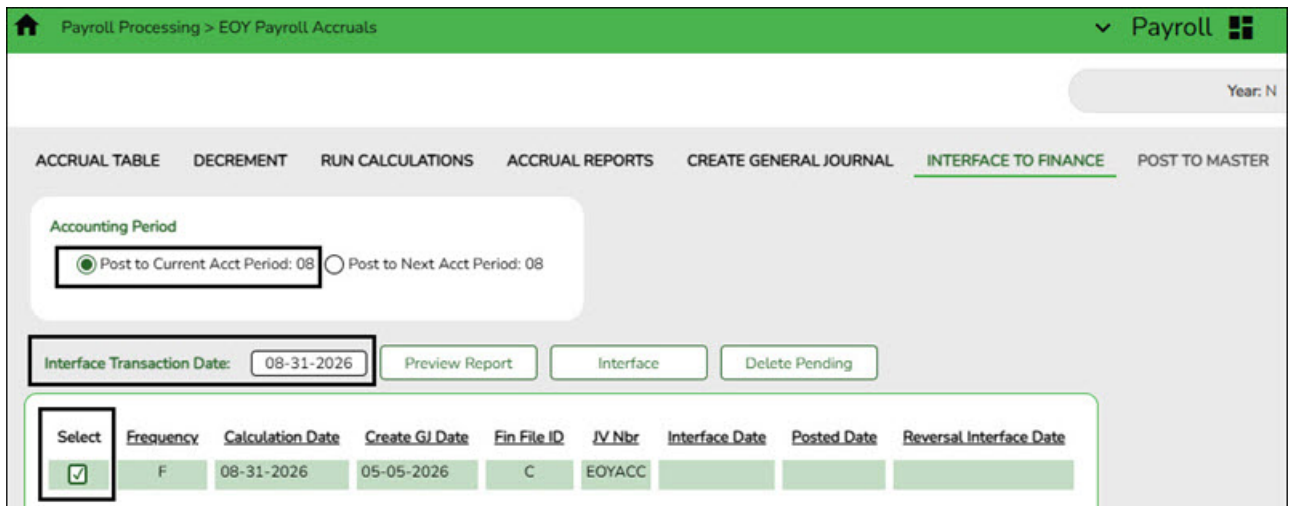 Payroll Processing > EOY Payroll Accruals
Payroll
Year: N
ACCRUAL TABLE DECREMENT RUN CALCULATIONS ACCRUAL REPORTS CREATE GENERAL JOURNAL INTERFACE TO FINANCE POST TO MASTER
Accounting Period
Post to Current Acct Period: 08 Post to Next Acct Period: 08
Interface Transaction Date: 08-31-2026 Preview Report Interface Delete Pending
Select Frequency Calculation Date Create GJ Date Fin File ID JV Nbr Interface Date Posted Date Reversal Interface Date
F 08-31-2026 05-05-2026 C EOYACC